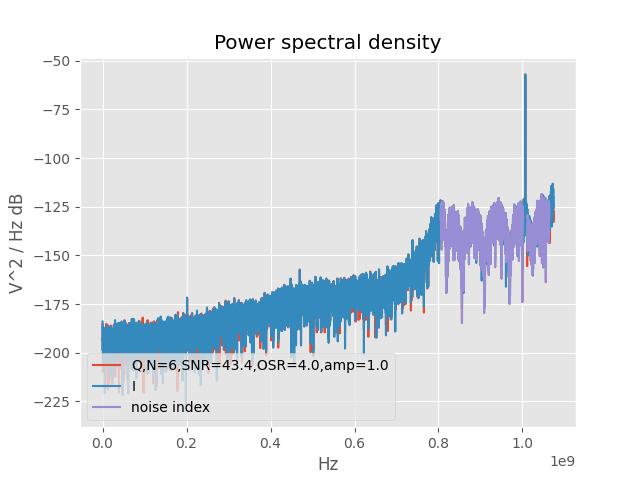 Power spectral density
V^2 / Hz dB
−50
−75
−100
−125
−150
−175
−200
−225
Q,N=6,SNR=43.4,OSR=4.0,amp=1.0
I
noise index
0.0 0.2 0.4 0.6 0.8 1.0
1e9
Hz